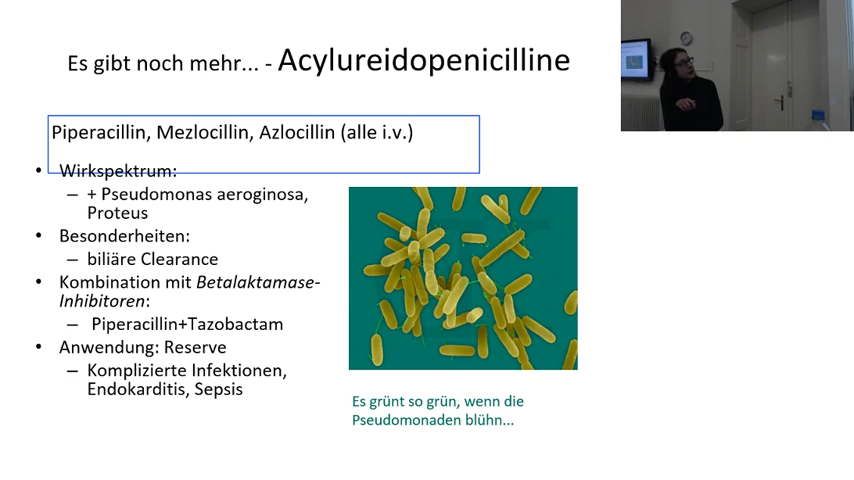 Es gibt noch mehr... - Acylureidopenicilline
Piperacillin, Mezlocillin, Azlocillin (alle i.v.)
• Wirkspektrum:
– + Pseudomonas aeroginosa,
Proteus
• Besonderheiten:
– biliäre Clearance
• Kombination mit Betalaktamase-
Inhibitoren:
– Piperacillin+Tazobactam
• Anwendung: Reserve
– Komplizierte Infektionen,
Endokarditis, Sepsis
Es grünt so grün, wenn die
Pseudomonaden blühn...